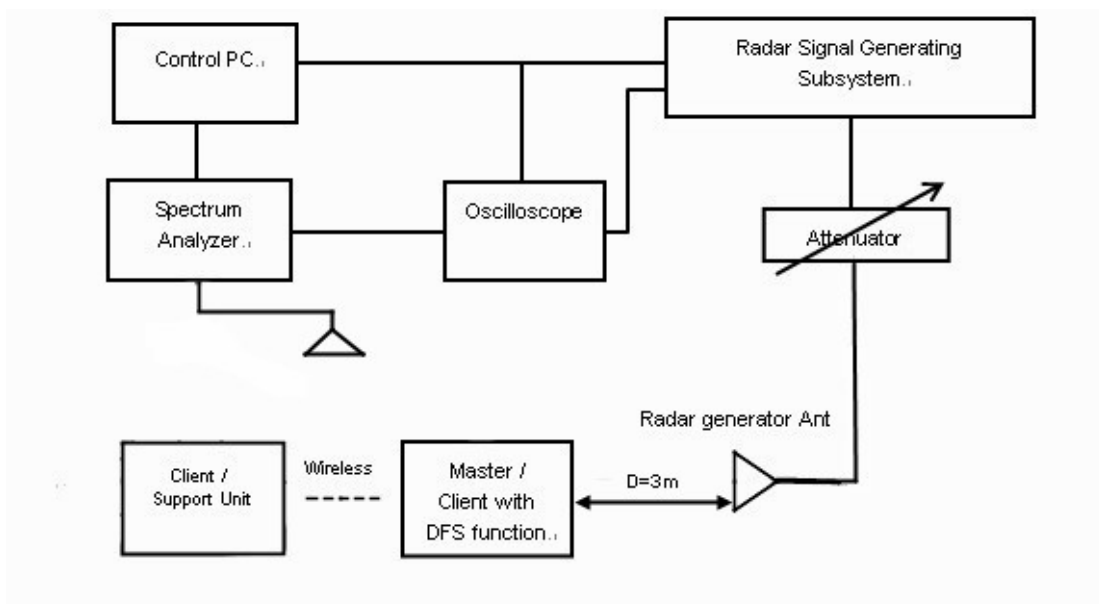 Control PC.
Radar Signal Generating
Subsystem.
Spectrum
Analyzer.
Oscilloscope
Attenuator
Radar generator Ant
Client /
Support Unit
Wireless
Master /
Client with
DFS function.
D=3m